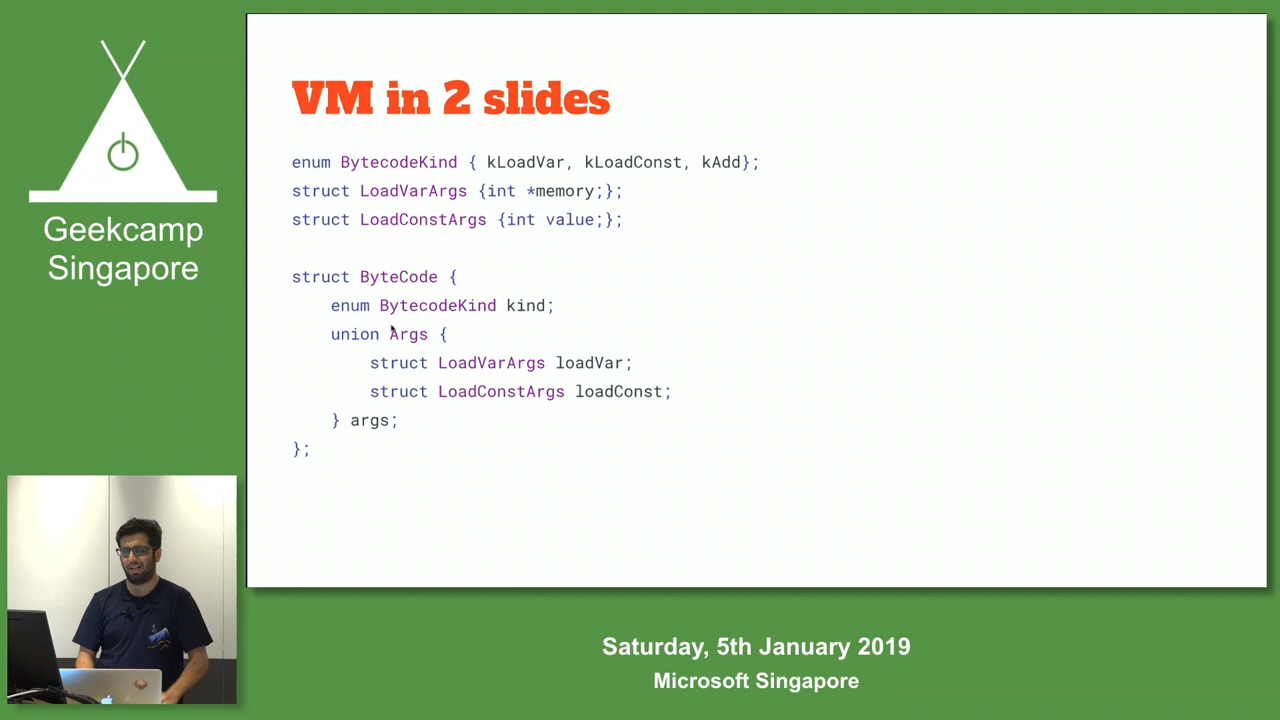 Geekcamp
Singapore
VM in 2 slides
enum BytecodeKind { kLoadVar, kLoadConst, kAdd};
struct LoadVarArgs {int *memory;};
struct LoadConstArgs {int value;};
struct ByteCode {
enum BytecodeKind kind;
union Args {
struct LoadVarArgs loadVar;
struct LoadConstArgs loadConst;
} args;
};
Saturday, 5th January 2019
Microsoft Singapore